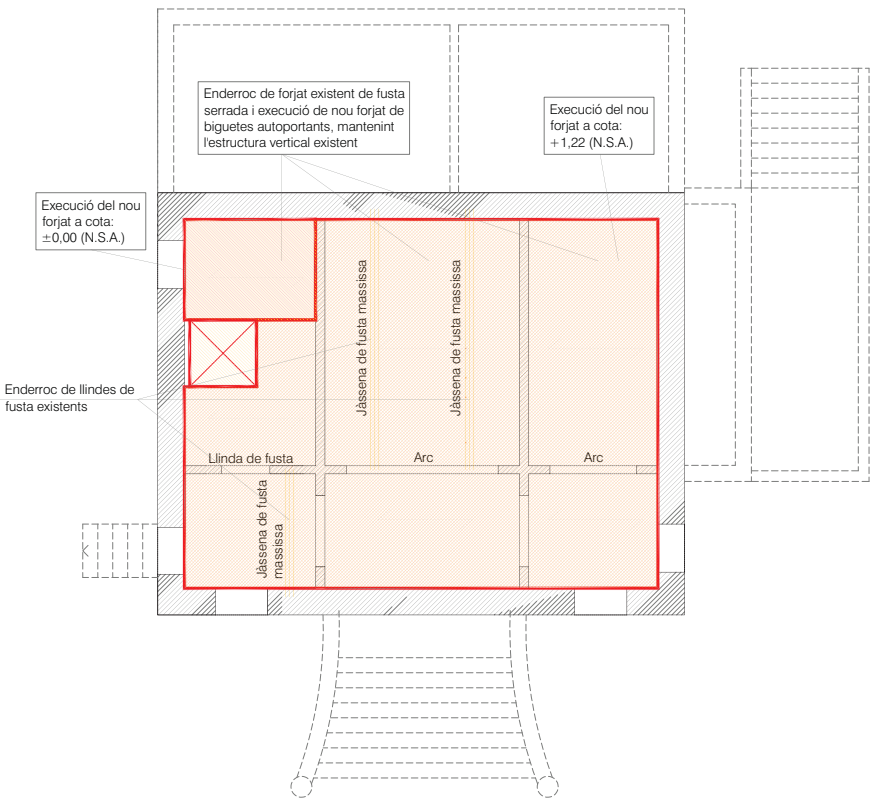 Enderroc de forjat existent de fusta
serrada i execució de nou forjat de
biguetes autoportants, mantenint
l'estructura vertical existent
Execució del nou
forjat a cota:
+1,22 (N.S.A.)
Execució del nou
forjat a cota:
±0,00 (N.S.A.)
Jàssena de fusta massissa
Jàssena de fusta massissa
Enderroc de llindes de
fusta existents
Llinda de fusta
Arc
Arc
Jàssena de fusta
massissa